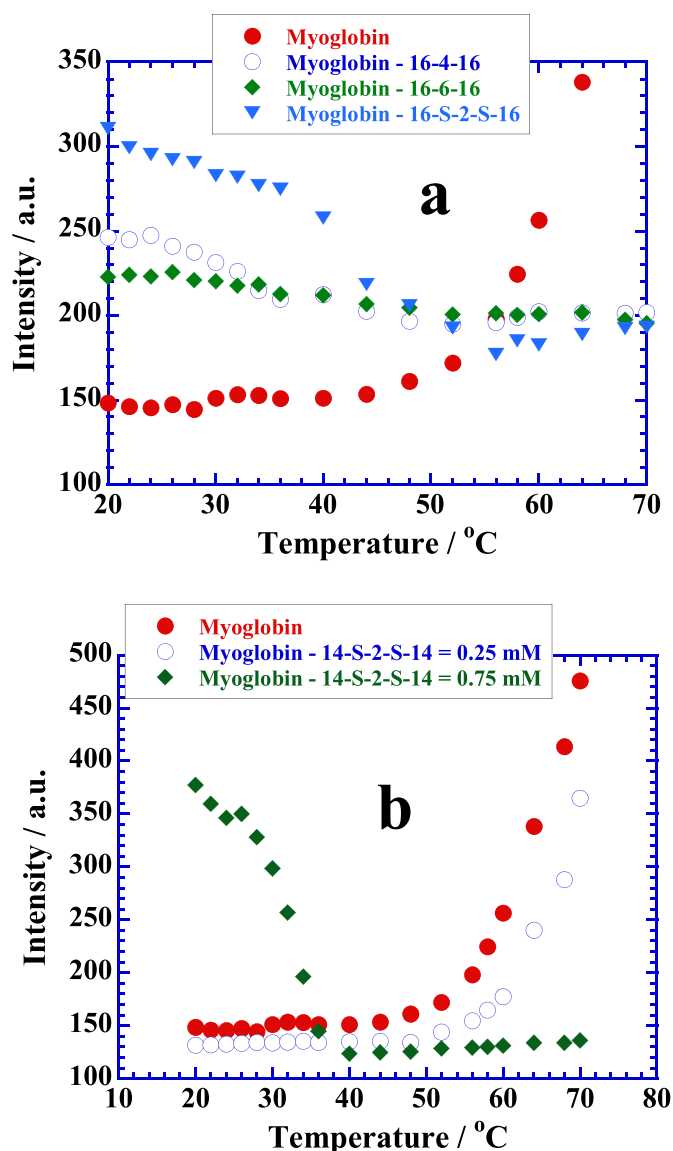 Myoglobin
Myoglobin - 16-4-16
Myoglobin - 16-6-16
Myoglobin - 16-S-2-S-16
350
300
250
200
150
100
Intensity / a.u.
a
20 30 40 50 60 70
Temperature / °C
Myoglobin
Myoglobin - 14-S-2-S-14 = 0.25 mM
Myoglobin - 14-S-2-S-14 = 0.75 mM
500
450
400
350
300
250
200
150
100
Intensity / a.u.
b
10 20 30 40 50 60 70 80
Temperature / °C